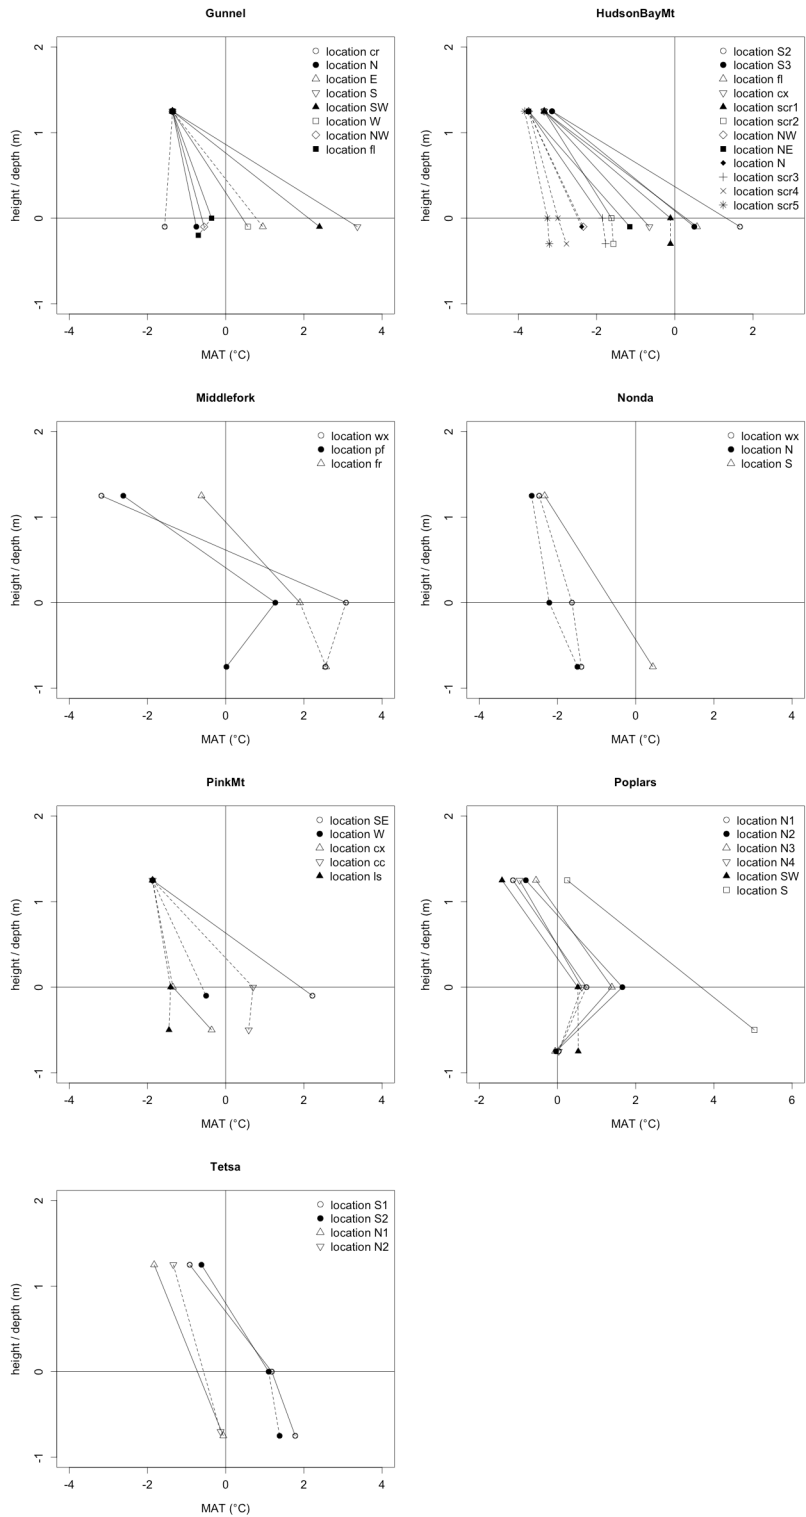 Gunnel
2
1
0
-1
height / depth (m)
-4
-2
0
2
4
MAT (°C)
location cr
location N
location E
location S
location SW
location W
location NW
location fl
HudsonBayMt
2
1
0
-1
height / depth (m)
-4
-2
0
2
MAT (°C)
location S2
location S3
location fl
location cx
location scr1
location scr2
location NW
location NE
location N
location scr3
location scr4
location scr5
Middlefork
2
1
0
-1
height / depth (m)
-4
-2
0
2
4
MAT (°C)
location wx
location pf
location fr
Nonda
2
1
0
-1
height / depth (m)
-4
-2
0
2
4
MAT (°C)
location wx
location N
location S
PinkMt
2
1
0
-1
height / depth (m)
-4
-2
0
2
4
MAT (°C)
location SE
location W
location cx
location cc
location ls
Poplars
2
1
0
-1
height / depth (m)
-2
0
2
4
6
MAT (°C)
location N1
location N2
location N3
location N4
location SW
location S
Tetsa
2
1
0
-1
height / depth (m)
-4
-2
0
2
4
MAT (°C)
location S1
location S2
location N1
location N2